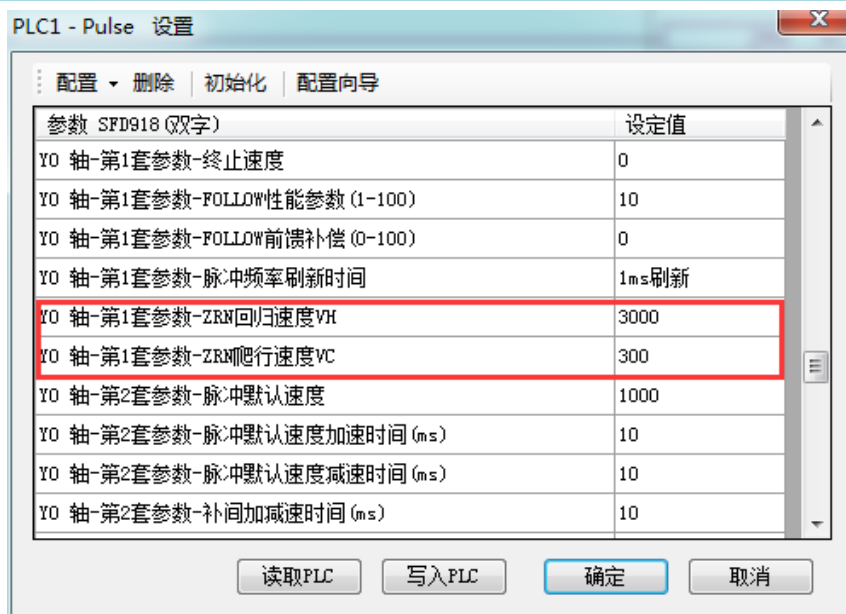 PLC1 - Pulse 设置
配置 删除 初始化 配置向导
参数 SFD918(双字) 设定值
Y0 轴-第1套参数-终止速度 0
Y0 轴-第1套参数-FOLLOW性能参数(1-100) 10
Y0 轴-第1套参数-FOLLOW前馈补偿(0-100) 0
Y0 轴-第1套参数-脉冲频率刷新时间 1ms刷新
Y0 轴-第1套参数-ZRN回归速度VH 3000
Y0 轴-第1套参数-ZRN爬行速度VC 300
Y0 轴-第2套参数-脉冲默认速度 1000
Y0 轴-第2套参数-脉冲默认速度加速时间(ms) 10
Y0 轴-第2套参数-脉冲默认速度减速时间(ms) 10
Y0 轴-第2套参数-补间加减速时间(ms) 10
读取PLC 写入PLC 确定 取消